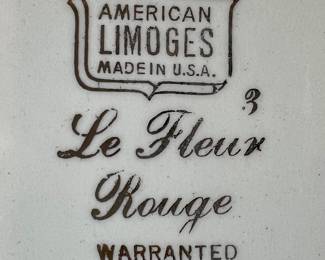 AMERICAN
LIMOGES
MADE IN U.S.A.
3
Le Fleur
Rouge
WARRANTED